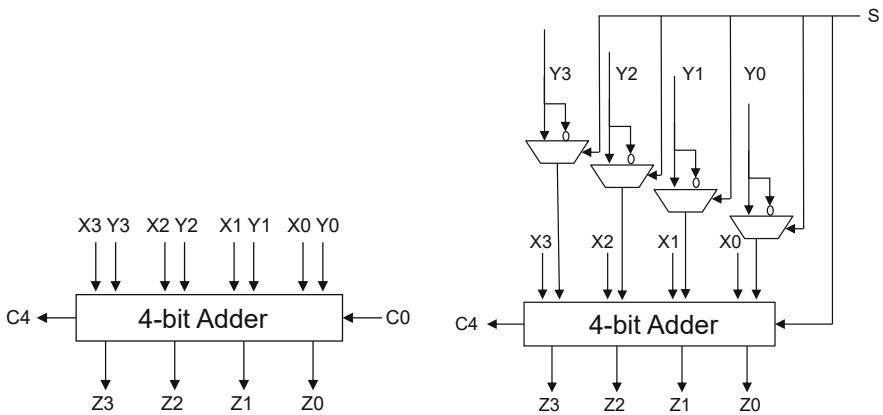 S
Y3 Y2 Y1 Y0
X3 Y3 X2 Y2 X1 Y1 X0 Y0
X3 X2 X1 X0
C4 4-bit Adder C0
C4 4-bit Adder
Z3 Z2 Z1 Z0
Z3 Z2 Z1 Z0